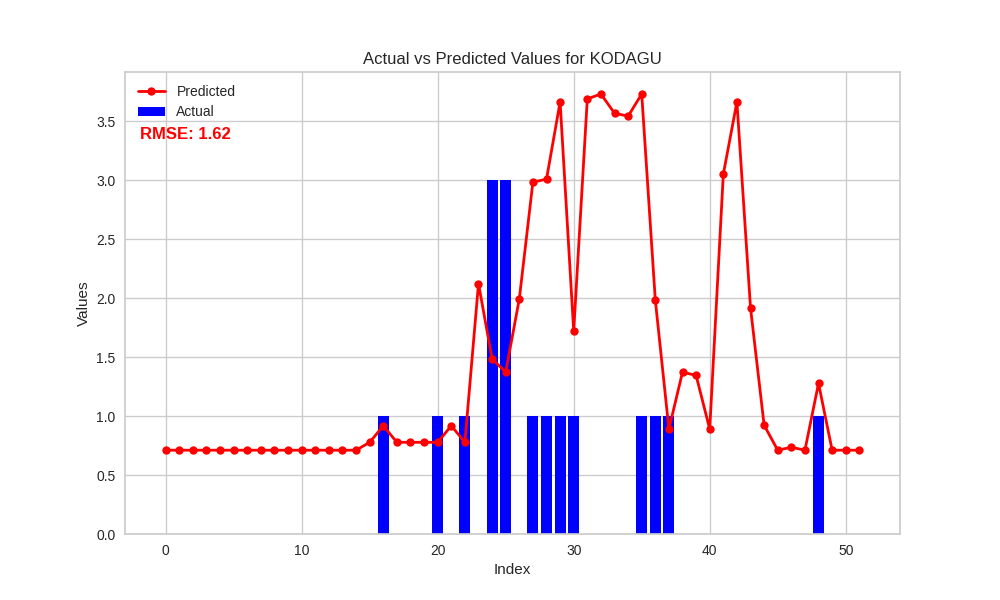 Actual vs Predicted Values for KODAGU
Predicted
Actual
RMSE: 1.62
3.5
3.0
2.5
2.0
1.5
1.0
0.5
0.0
Values
0 10 20 30 40 50
Index